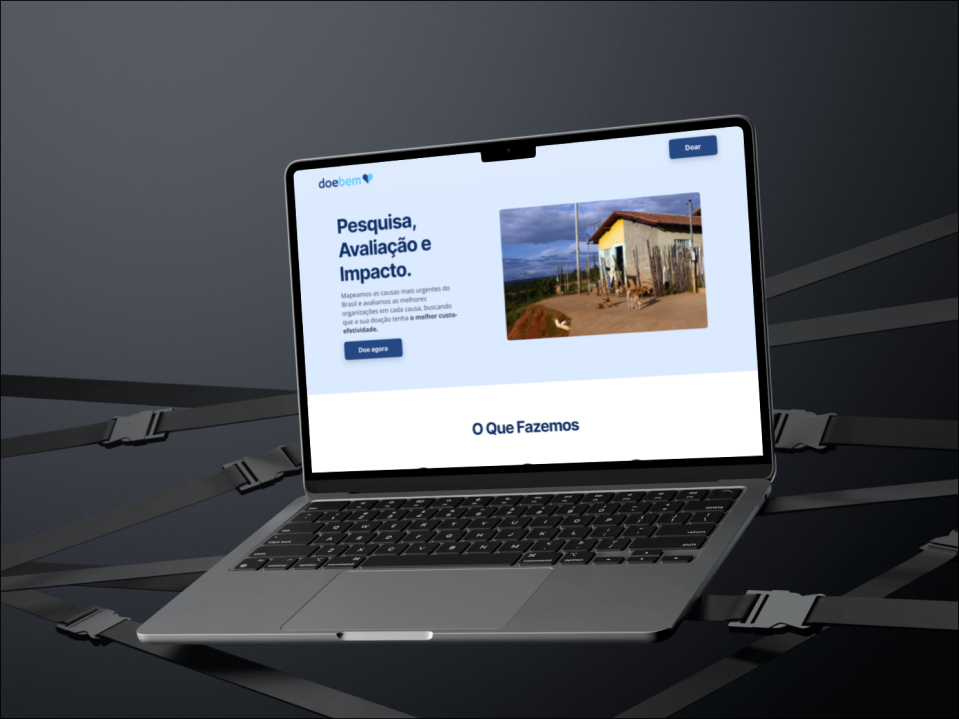 doebem
Doar
Pesquisa,
Avaliação e
Impacto.
Mapeamos as causas mais urgentes do
Brasil e avaliamos as melhores
organizações em cada causa, buscando
que a sua doação tenha o melhor custo-
efetividade.
Doe agora
O Que Fazemos